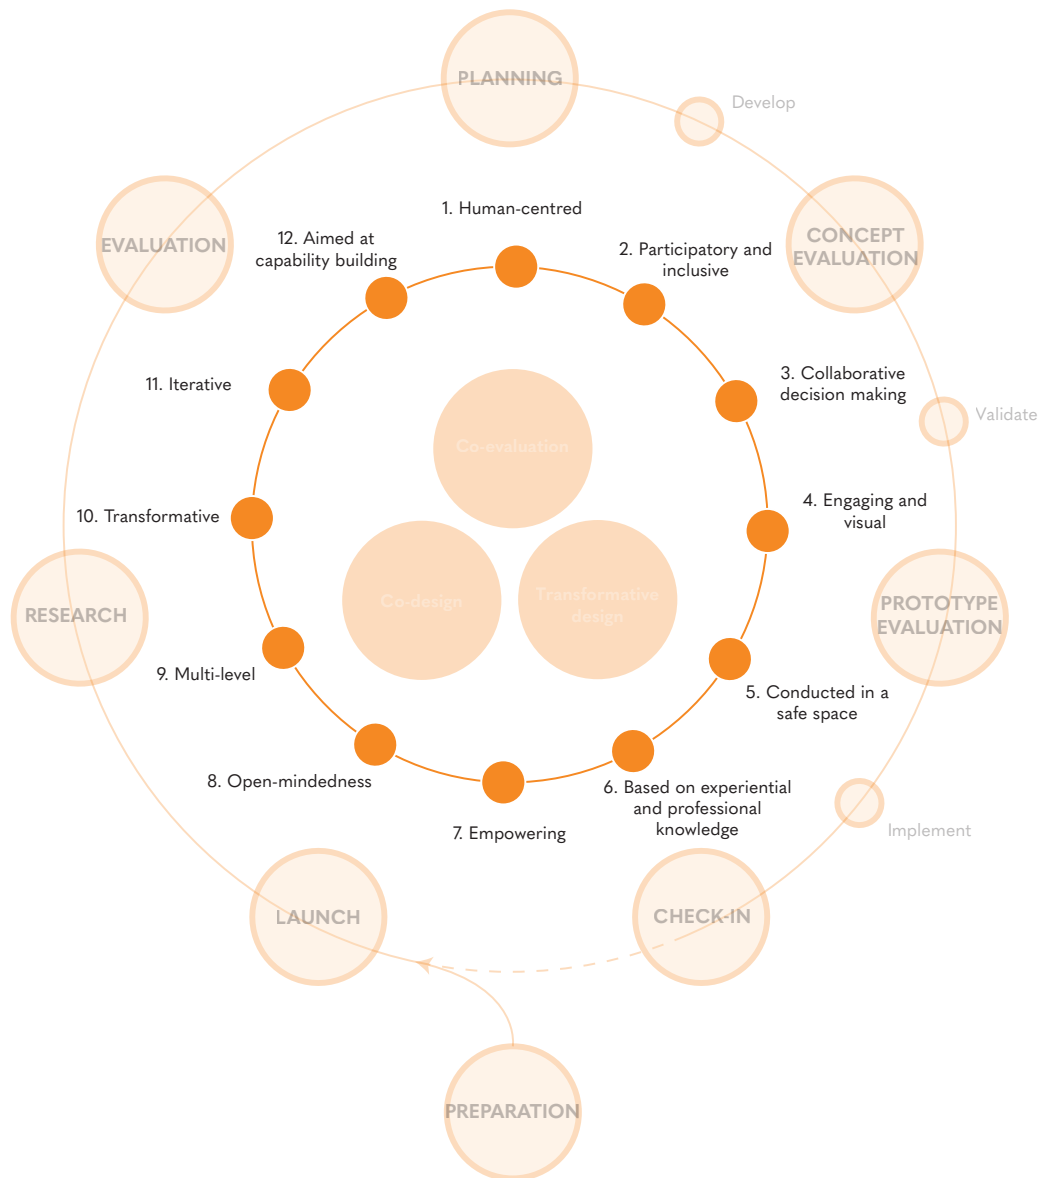 PLANNING
Develop
EVALUATION
CONCEPT
EVALUATION
1. Human-centred
12. Aimed at
capability building
2. Participatory and
inclusive
11. Iterative
3. Collaborative
decision making
Validate
Co-evaluation
10. Transformative
4. Engaging and
visual
Co-design
Transformative
design
RESEARCH
PROTOTYPE
EVALUATION
9. Multi-level
5. Conducted in a
safe space
8. Open-mindedness
6. Based on experiential
and professional
knowledge
7. Empowering
Implement
LAUNCH
CHECK-IN
PREPARATION